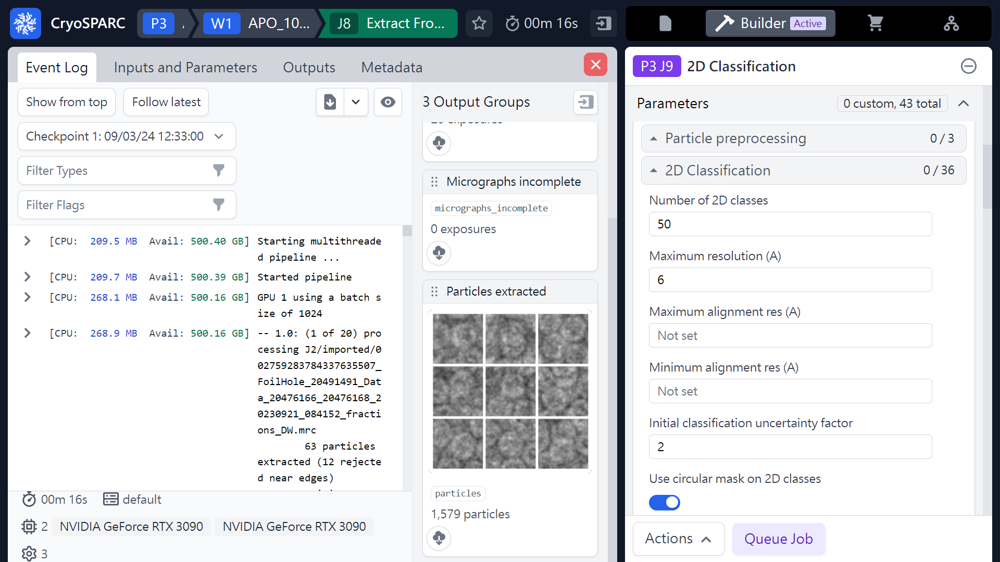 CryoSPARC
P3
W1 APO_10...
J8 Extract Fro...
00m 16s
Builder Active
Event Log
Inputs and Parameters
Outputs
Metadata
Show from top
Follow latest
Checkpoint 1: 09/03/24 12:33:00
Filter Types
Filter Flags
[CPU: 209.5 MB Avail: 500.40 GB] Starting multithreade
d pipeline ...
[CPU: 209.7 MB Avail: 500.39 GB] Started pipeline
[CPU: 268.1 MB Avail: 500.16 GB] GPU 1 using a batch s
ize of 1024
[CPU: 268.9 MB Avail: 500.16 GB] -- 1.0: (1 of 20) pro
cessing J2/imported/0
02759283784337635507_
FoilHole_20491491_Dat
a_20476166_20476168_2
0230921_084152_fracti
ons_DW.mrc
63 particles
extracted (12 rejecte
d near edges)
00m 16s
default
2 NVIDIA GeForce RTX 3090 NVIDIA GeForce RTX 3090
3
3 Output Groups
exposures
Micrographs incomplete
micrographs_incomplete
0 exposures
Particles extracted
particles
1,579 particles
P3 J9 2D Classification
Parameters
0 custom, 43 total
Particle preprocessing 0 / 3
2D Classification 0 / 36
Number of 2D classes
50
Maximum resolution (A)
6
Maximum alignment res (A)
Not set
Minimum alignment res (A)
Not set
Initial classification uncertainty factor
2
Use circular mask on 2D classes
Actions
Queue Job